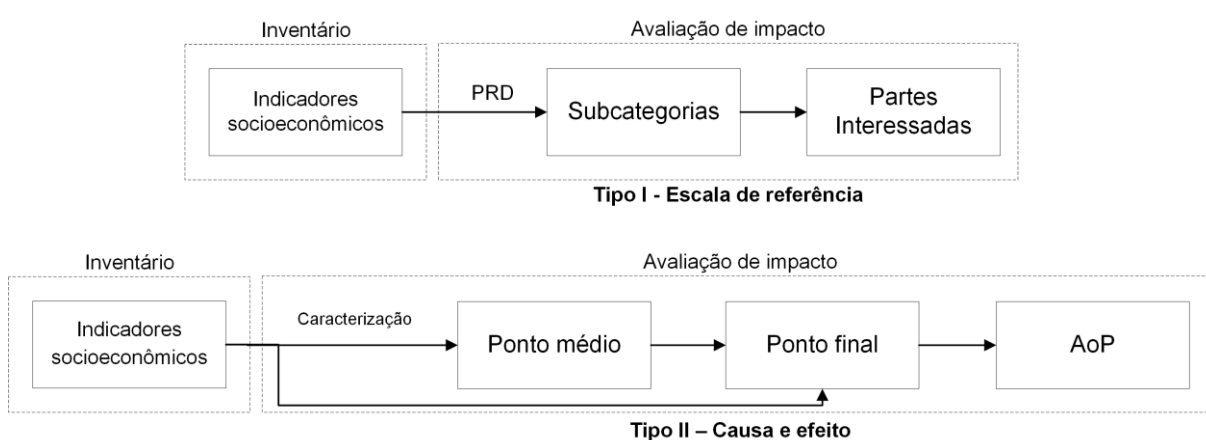 Inventário
Avaliação de impacto
Indicadores
socioeconômicos
PRD
Subcategorias
Partes
Interessadas
Tipo I - Escala de referência
Inventário
Avaliação de impacto
Indicadores
socioeconômicos
Caracterização
Ponto médio
Ponto final
AoP
Tipo II – Causa e efeito